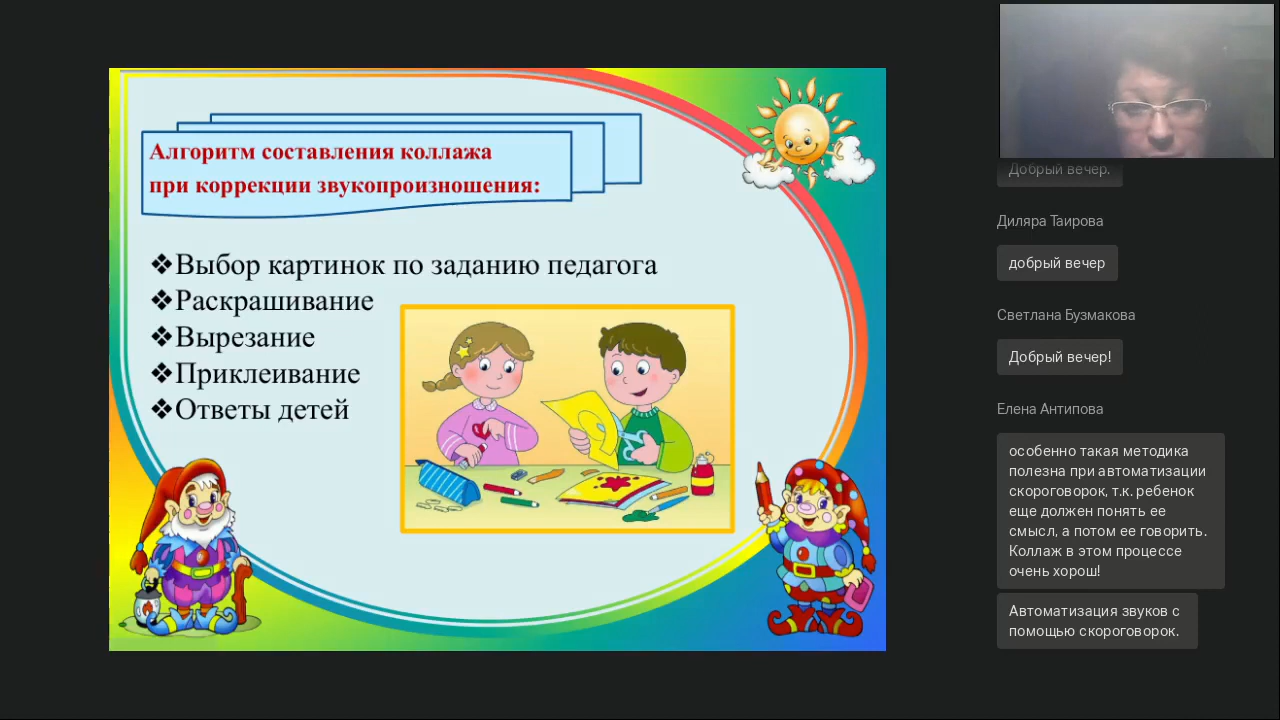 Алгоритм составления коллажа
при коррекции звукопроизношения:
❖Выбор картинок по заданию педагога
❖Раскрашивание
❖Вырезание
❖Приклеивание
❖Ответы детей
Добрый вечер.
Диляра Таирова
добрый вечер
Светлана Бузмакова
Добрый вечер!
Елена Антипова
особенно такая методика
полезна при автоматизации
скороговорок, т.к. ребенок
еще должен понять ее
смысл, а потом ее говорить.
Коллаж в этом процессе
очень хорош!
Автоматизация звуков с
помощью скороговорок.